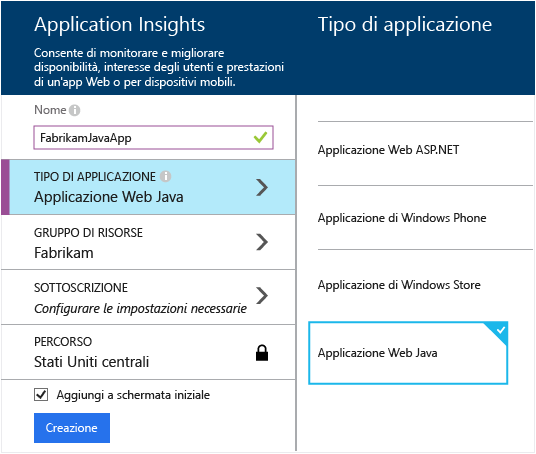 Application Insights
Consente di monitorare e migliorare
disponibilità, interesse degli utenti e prestazioni
di un'app Web o per dispositivi mobili.
Nome
FabrikamJavaApp
TIPO DI APPLICAZIONE
Applicazione Web Java
GRUPPO DI RISORSE
Fabrikam
SOTTOSCRIZIONE
Configurare le impostazioni necessarie
PERCORSO
Stati Uniti centrali
Aggiungi a schermata iniziale
Creazione
Tipo di applicazione
Applicazione Web ASP.NET
Applicazione di Windows Phone
Applicazione di Windows Store
Applicazione Web Java